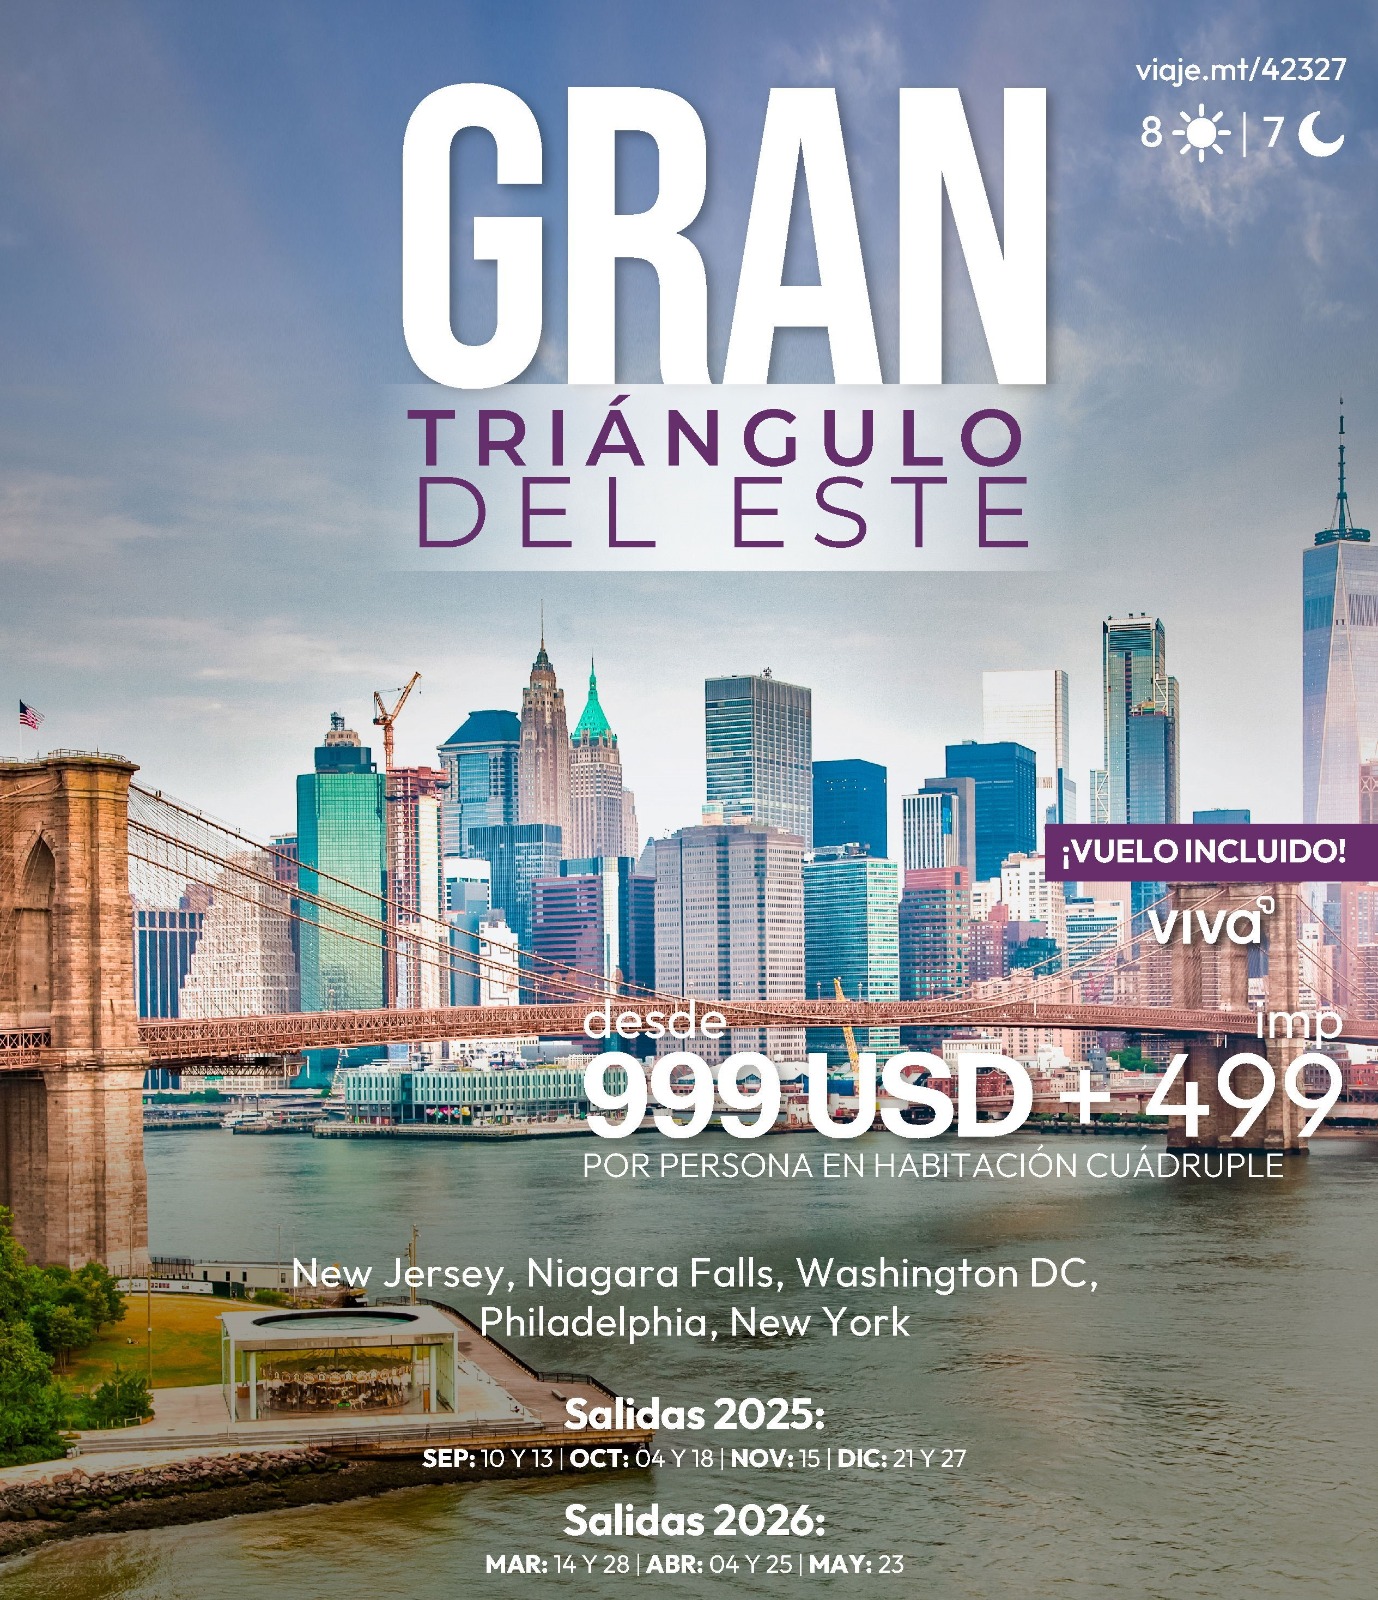 viaje.mt/42327
8 | 7
GRAN
TRIÁNGULO
DEL ESTE
¡VUELO INCLUIDO!
viva
desde
imp
999 USD + 499
POR PERSONA EN HABITACIÓN CUÁDRUPLE
New Jersey, Niagara Falls, Washington DC,
Philadelphia, New York
Salidas 2025:
SEP: 10 Y 13 | OCT: 04 Y 18 | NOV: 15 | DIC: 21 Y 27
Salidas 2026:
MAR: 14 Y 28 | ABR: 04 Y 25 | MAY: 23